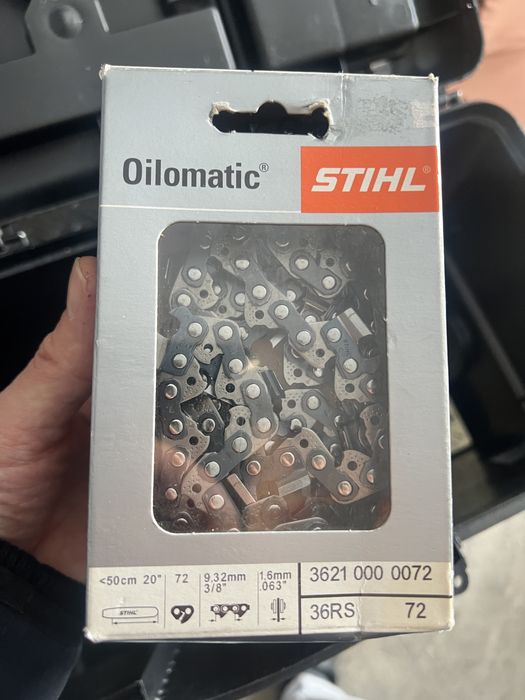 Oilomatic® STIHL®
<50cm 20" 72 9,32mm 1.6mm 3621 000 0072
3/8" .063"
STIHL 36RS 72